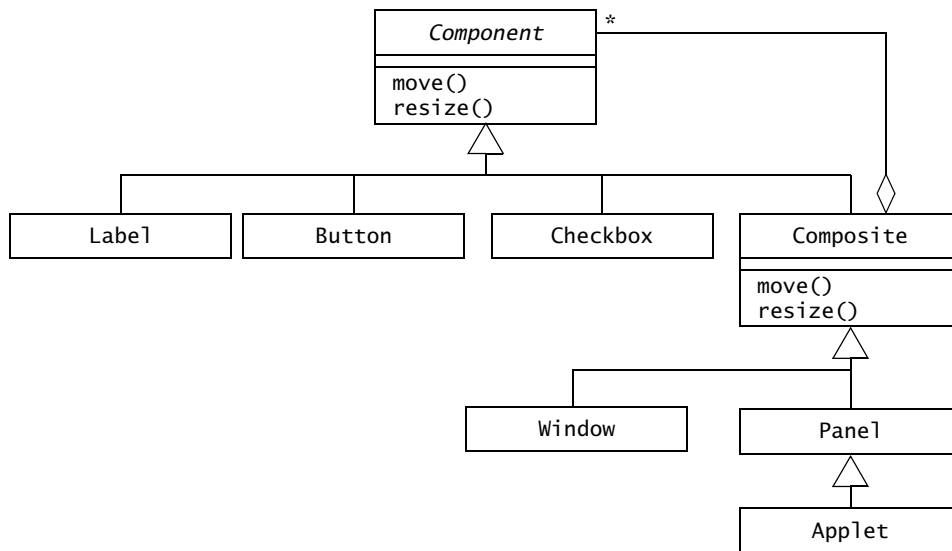 Component
*
move()
resize()
Label
Button
Checkbox
Composite
move()
resize()
Window
Panel
Applet